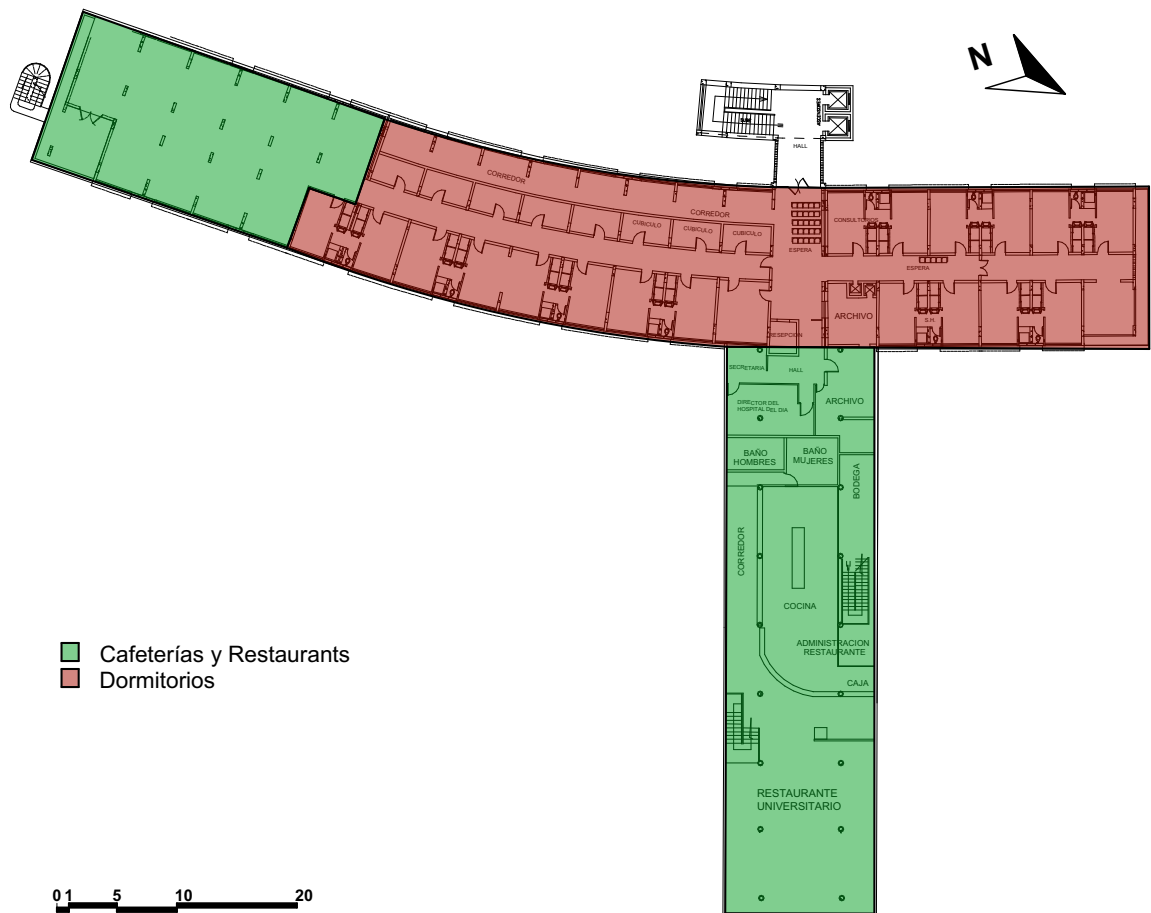 N
SUBE
ASCENSORES
HALL
CORREDOR
CORREDOR
CUBICULO
CUBICULO
CUBICULO
ESPERA
CONSULTORIOS
ESPERA
ARCHIVO
S.H.
RESEPCION
SECRETARIA
HALL
DIRECTOR DEL
HOSPITAL DEL DIA
ARCHIVO
BAÑO
HOMBRES
BAÑO
MUJERES
BODEGA
CORREDOR
COCINA
ADMINISTRACION
RESTAURANTE
CAJA
RESTAURANTE
UNIVERSITARIO
Cafeterías y Restaurants
Dormitorios
0 1 5 10 20